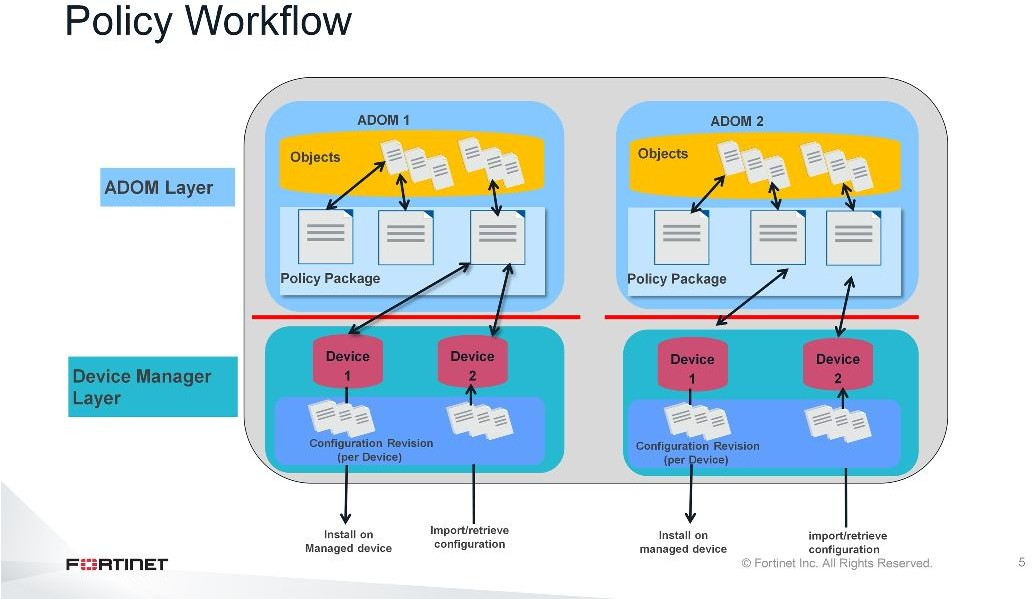 Policy Workflow
ADOM 1
ADOM 2
Objects
Objects
ADOM Layer
Policy Package
Policy Package
Device
1
Device
2
Device
1
Device
2
Device Manager
Layer
Configuration Revision
(per Device)
Configuration Revision
(per Device)
Install on
Managed device
Import/retrieve
configuration
Install on
managed device
import/retrieve
configuration
FORTINET
© Fortinet Inc. All Rights Reserved.
5